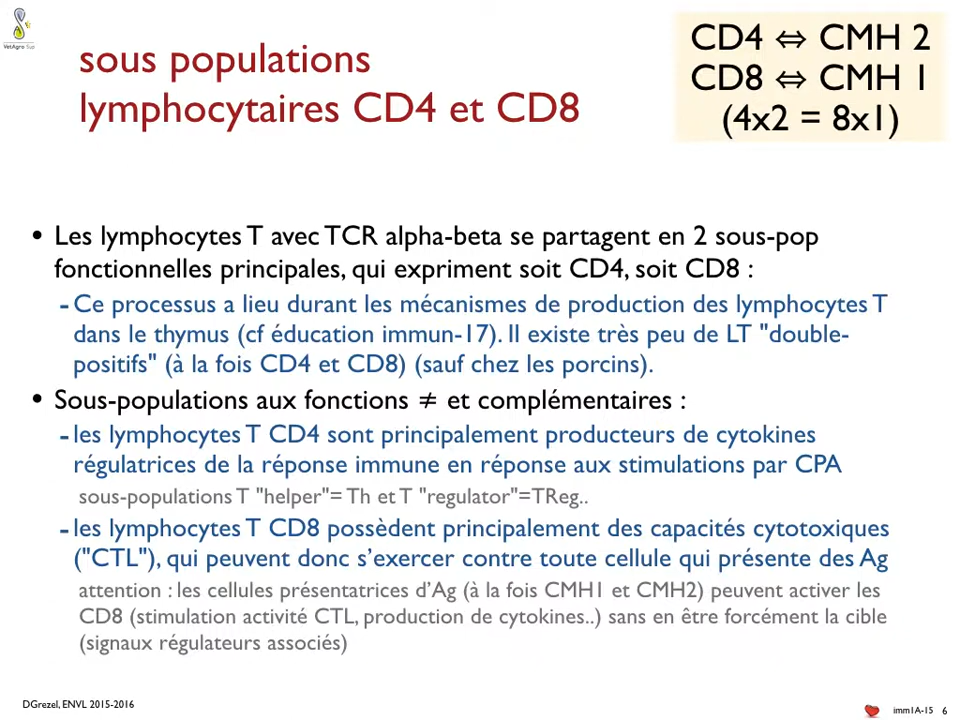 VetAgro Sup
sous populations
lymphocytaires CD4 et CD8
CD4 ⇔ CMH 2
CD8 ⇔ CMH 1
(4x2 = 8x1)
• Les lymphocytes T avec TCR alpha-beta se partagent en 2 sous-pop
fonctionnelles principales, qui expriment soit CD4, soit CD8 :
- Ce processus a lieu durant les mécanismes de production des lymphocytes T
dans le thymus (cf éducation immun-17). Il existe très peu de LT "double-
positifs" (à la fois CD4 et CD8) (sauf chez les porcins).
• Sous-populations aux fonctions ≠ et complémentaires :
- les lymphocytes T CD4 sont principalement producteurs de cytokines
régulatrices de la réponse immune en réponse aux stimulations par CPA
sous-populations T "helper"= Th et T "regulator"=TReg..
- les lymphocytes T CD8 possèdent principalement des capacités cytotoxiques
("CTL"), qui peuvent donc s’exercer contre toute cellule qui présente des Ag
attention : les cellules présentatrices d’Ag (à la fois CMH1 et CMH2) peuvent activer les
CD8 (stimulation activité CTL, production de cytokines..) sans en être forcément la cible
(signaux régulateurs associés)
DGrezel, ENVL 2015-2016
imm1A-15 6